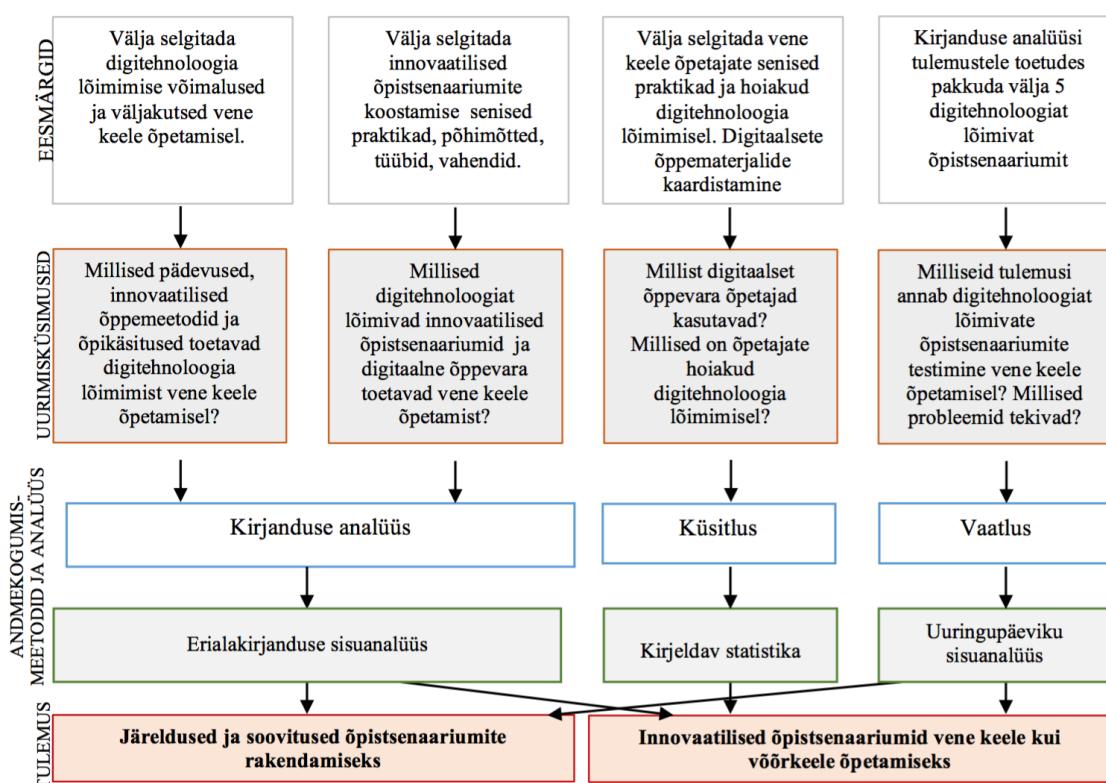 EESMÄRGID
Välja selgitada
digitehnoloogia
lõimimise võimalused
ja väljakutsed vene
keele õpetamisel.
Välja selgitada
innovaatilised
õpistsenaariumite
koostamise senised
praktikad, põhimõtted,
tüübid, vahendid.
Välja selgitada vene
keele õpetajate senised
praktikad ja hoiakud
digitehnoloogia
lõimimisel. Digitaalsete
õppematerjalide
kaardistamine
Kirjanduse analüüsi
tulemustele toetudes
pakkuda välja 5
digitehnoloogiat
lõimivat
õpistsenaariumit
UURIMISKÜSIMUSED
Millised pädevused,
innovaatilised
õppemeetodid ja
õpikäsitused toetavad
digitehnoloogia
lõimimist vene keele
õpetamisel?
Millised
digitehnoloogiat
lõimivad innovaatilised
õpistsenaariumid ja
digitaalne õppevara
toetavad vene keele
õpetamist?
Millist digitaalset
õppevara õpetajad
kasutavad?
Millised on õpetajate
hoiakud
digitehnoloogia
lõimimisel?
Milliseid tulemusi
annab digitehnoloogiat
lõimivate
õpistsenaariumite
testimine vene keele
õpetamisel? Millised
probleemid tekivad?
ANDMEKOGUMIS-
MEETODID JA ANALÜÜS
Kirjanduse analüüs
Küsitlus
Vaatlus
Erialakirjanduse sisuanalüüs
Kirjeldav statistika
Uuringupäeviku
sisuanalüüs
TULEMUS
Järeldused ja soovitused õpistsenaariumite
rakendamiseks
Innovaatilised õpistsenaariumid vene keele kui
võõrkeele õpetamiseks